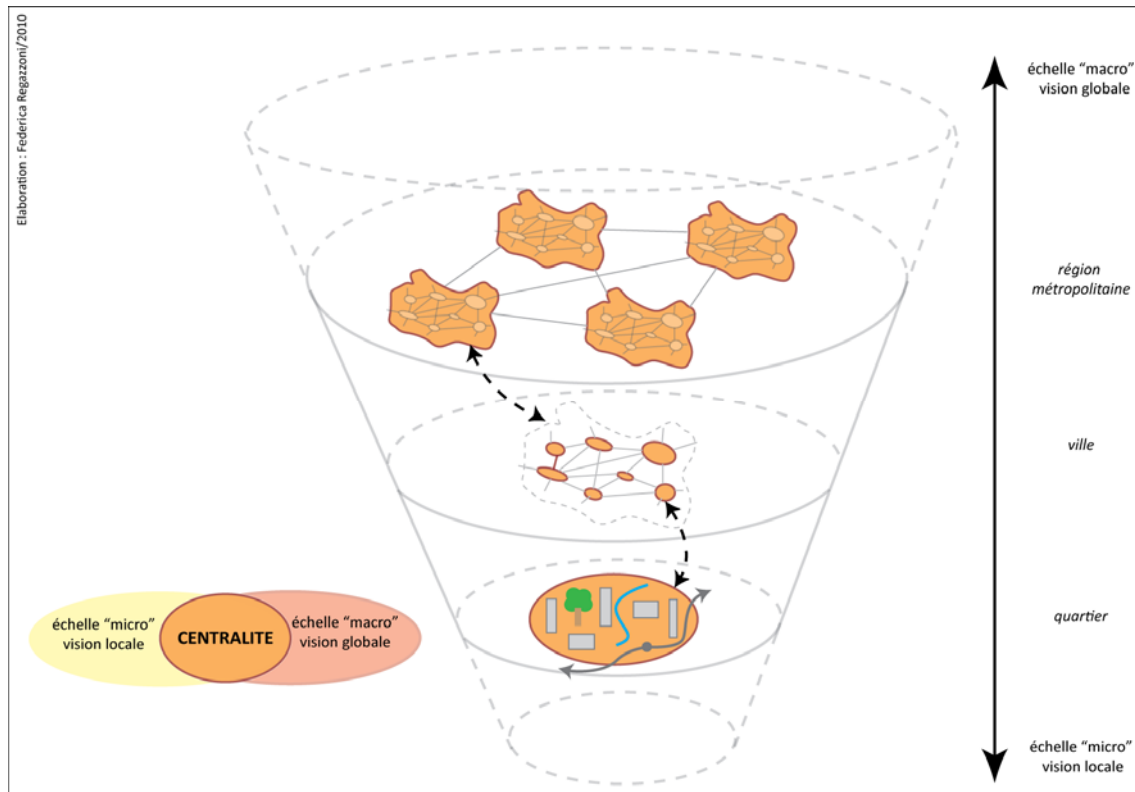 Elaboration : Federica Regazzoni/2010
échelle “macro”
vision globale
région
métropolitaine
ville
quartier
échelle “micro”
vision locale
échelle “micro”
vision locale
CENTRALITE
échelle “macro”
vision globale